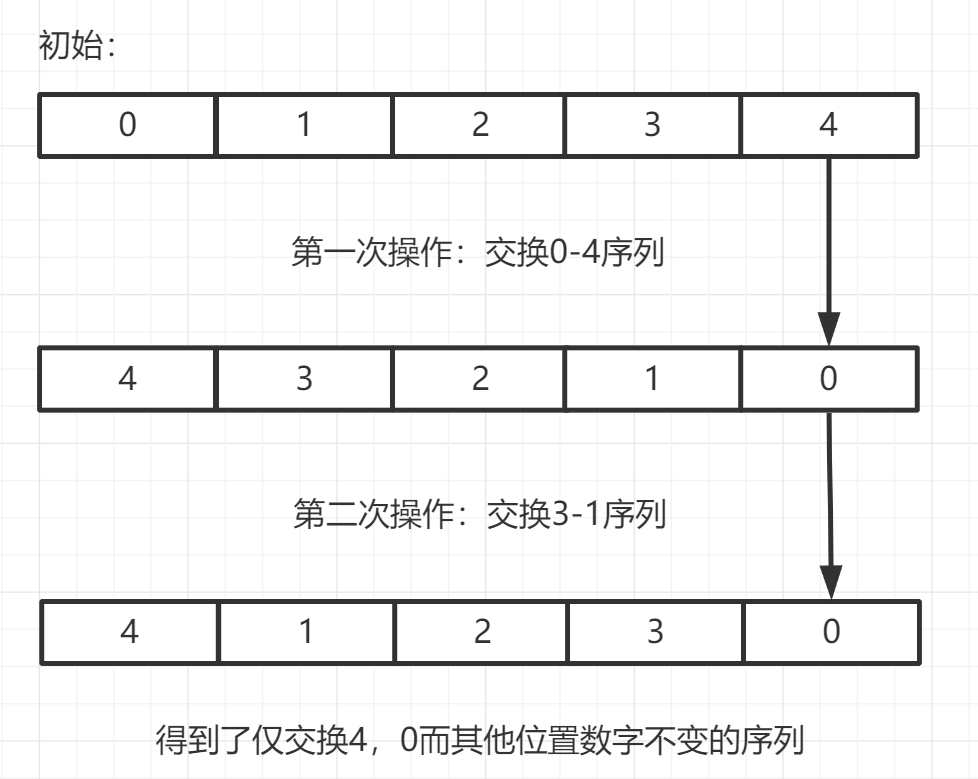 初始：
0 1 2 3 4
第一次操作：交换0-4序列
4 3 2 1 0
第二次操作：交换3-1序列
4 1 2 3 0
得到了仅交换4，0而其他位置数字不变的序列